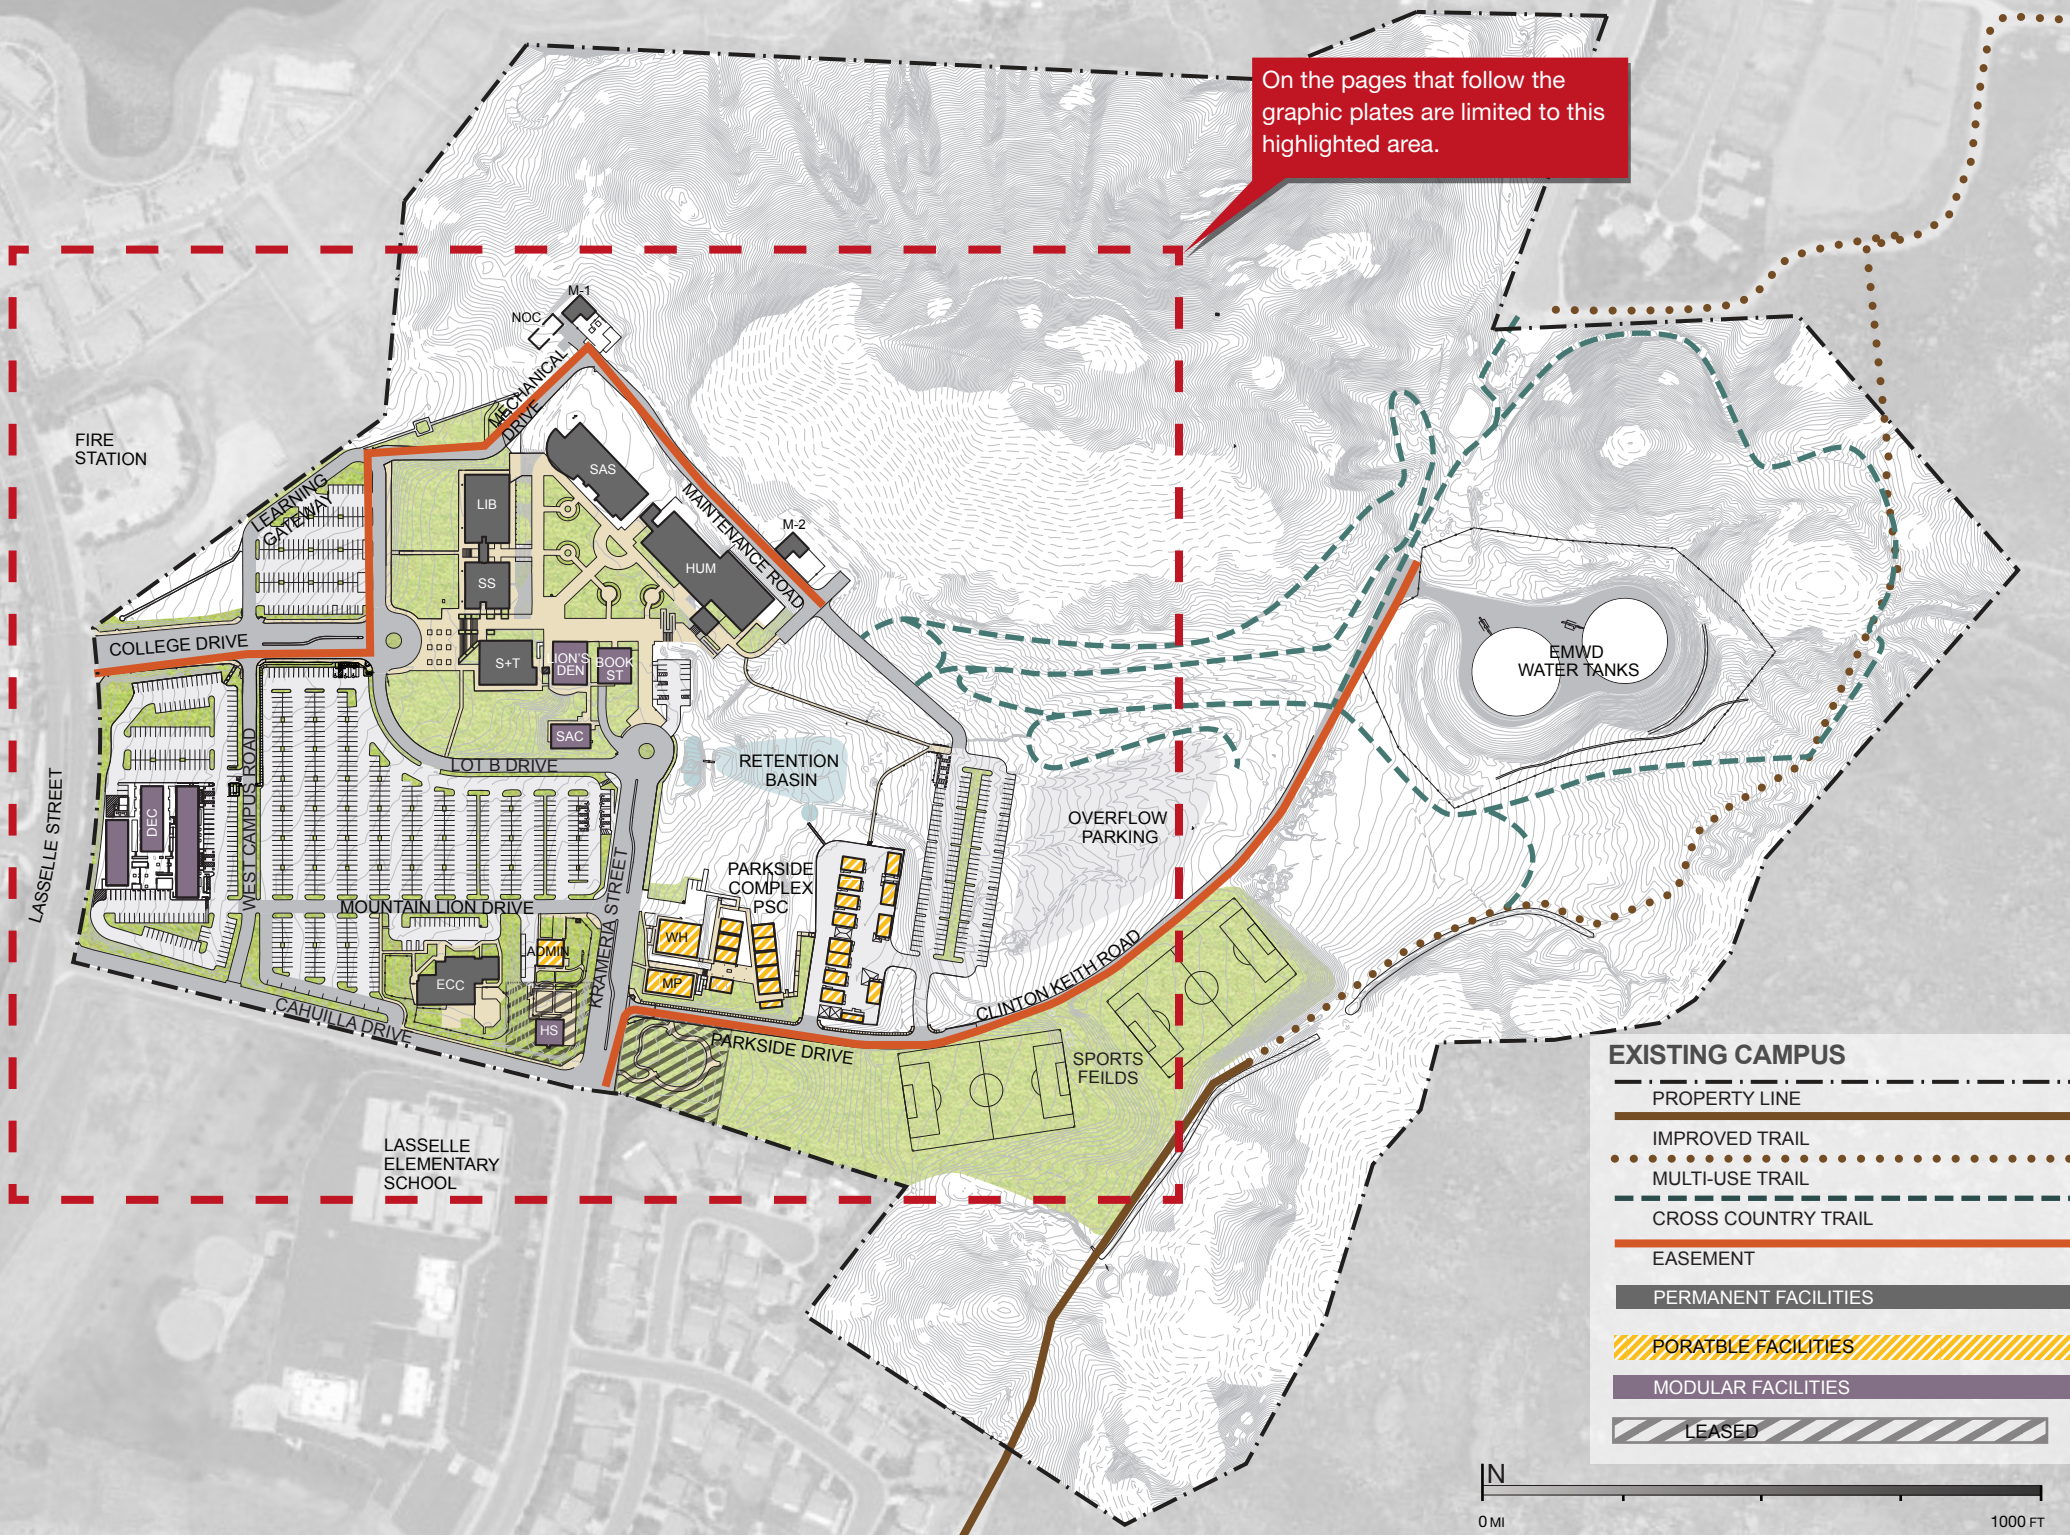 On the pages that follow the
graphic plates are limited to this
highlighted area.
M-1
NOC
MECHANICAL
DRIVE
FIRE
STATION
SAS
LIB
LEARNING
GATEWAY
MAINTENANCE ROAD
M-2
HUM
SS
COLLEGE DRIVE
S+T
LION'S
DEN
BOOK
ST
EMWD
WATER TANKS
SAC
LOT B DRIVE
RETENTION
BASIN
WEST CAMPUS ROAD
LASSELLE STREET
DEC
OVERFLOW
PARKING
PARKSIDE
COMPLEX
PSC
KRAMERIA STREET
MOUNTAIN LION DRIVE
WH
ADMIN
MP
ECC
HS
CAHUILLA DRIVE
CLINTON KEITH ROAD
PARKSIDE DRIVE
SPORTS
FEILDS
LASSELLE
ELEMENTARY
SCHOOL
EXISTING CAMPUS
PROPERTY LINE
IMPROVED TRAIL
MULTI-USE TRAIL
CROSS COUNTRY TRAIL
EASEMENT
PERMANENT FACILITIES
PORATBLE FACILITIES
MODULAR FACILITIES
LEASED
N
0 MI
1000 FT